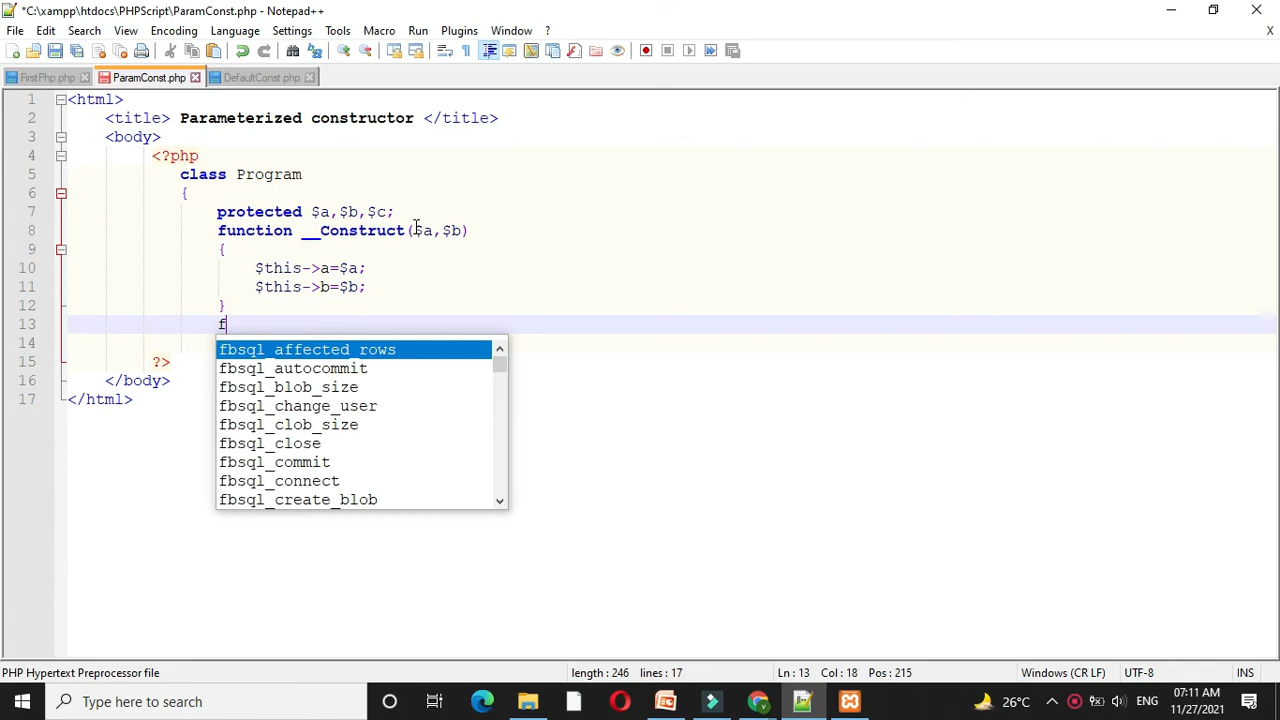 *C:\xampp\htdocs\PHPScript\ParamConst.php - Notepad++
File Edit Search View Encoding Language Settings Tools Macro Run Plugins Window ?
X
FirstPhp.php ParamConst.php DefaultConst.php
1 <html>
2 <title> Parameterized constructor </title>
3 <body>
4 <?php
5 class Program
6 {
7 protected $a,$b,$c;
8 function __Construct($a,$b)
9 {
10 $this->a=$a;
11 $this->b=$b;
12 }
13 f
14
fbsql_affected_rows
fbsql_autocommit
fbsql_blob_size
fbsql_change_user
fbsql_clob_size
fbsql_close
fbsql_commit
fbsql_connect
fbsql_create_blob
15 ?>
16 </body>
17 </html>
PHP Hypertext Preprocessor file length : 246 lines : 17 Ln : 13 Col : 18 Pos : 215 Windows (CR LF) UTF-8 INS
Type here to search 26°C ENG 07:11 AM
11/27/2021